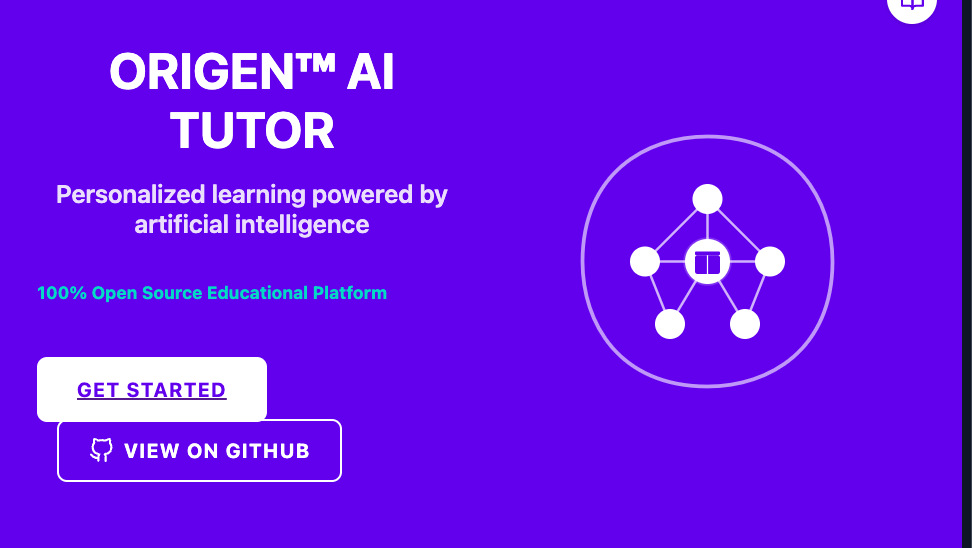 ORIGEN™ AI
TUTOR
Personalized learning powered by
artificial intelligence
100% Open Source Educational Platform
GET STARTED
VIEW ON GITHUB